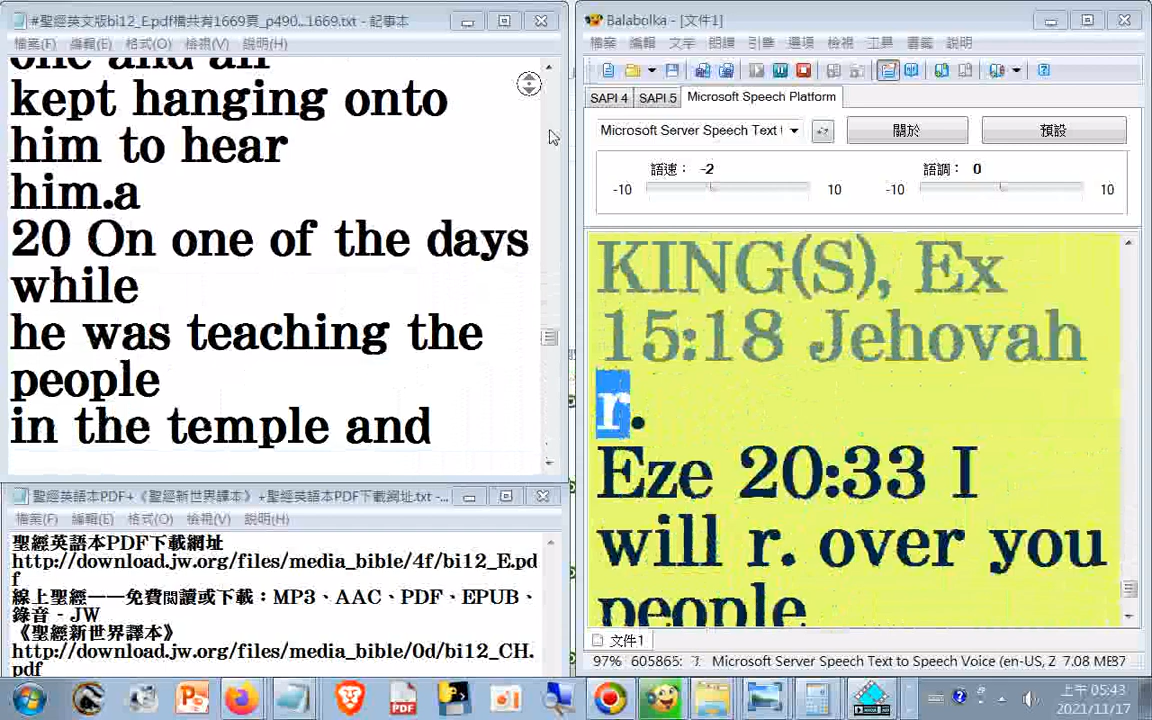 #聖經英文版bi12_E.pdf檔共有1669頁_p490...1669.txt - 記事本
檔案(F) 編輯(E) 格式(O) 檢視(V) 說明(H)
one and all
kept hanging onto
him to hear
him.a
20 On one of the days
while
he was teaching the
people
in the temple and
聖經英語本PDF+《聖經新世界譯本》+聖經英語本PDF下載網址.txt - ...
檔案(F) 編輯(E) 格式(O) 檢視(V) 說明(H)
聖經英語本PDF下載網址
http://download.jw.org/files/media_bible/4f/bi12_E.pd
f
線上聖經——免費閱讀或下載：MP3、AAC、PDF、EPUB、
錄音 - JW
《聖經新世界譯本》
http://download.jw.org/files/media_bible/0d/bi12_CH.
pdf
Balabolka - [文件1]
檔案 編輯 文字 朗讀 引擎 選項 檢視 工具 書籤 說明
SAPI 4 SAPI 5 Microsoft Speech Platform
Microsoft Server Speech Text 關於 預設
語速： -2 語調： 0
-10 10 -10 10
KING(S), Ex
15:18 Jehovah
r.
Eze 20:33 I
will r. over you
people
文件1
97% 605865: Microsoft Server Speech Text to Speech Voice (en-US, Z 7.08 MB
上午 05:43
2021/11/17